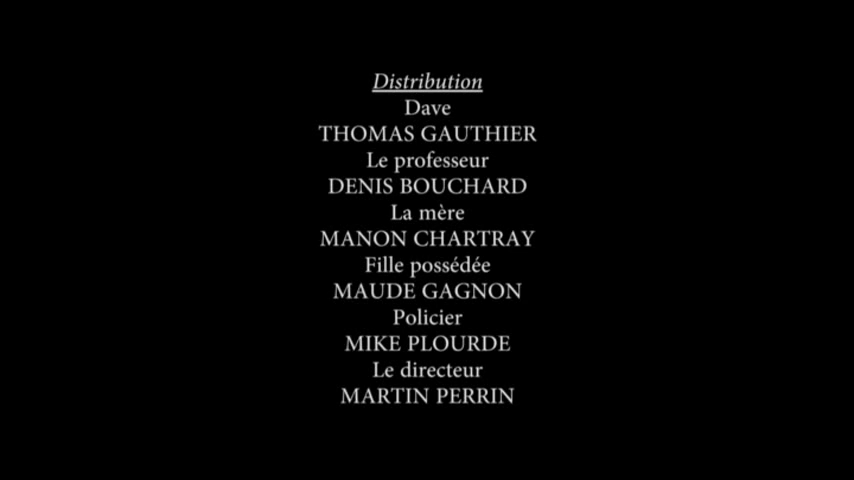 Distribution
Dave
THOMAS GAUTHIER
Le professeur
DENIS BOUCHARD
La mère
MANON CHARTRAY
Fille possédée
MAUDE GAGNON
Policier
MIKE PLOURDE
Le directeur
MARTIN PERRIN